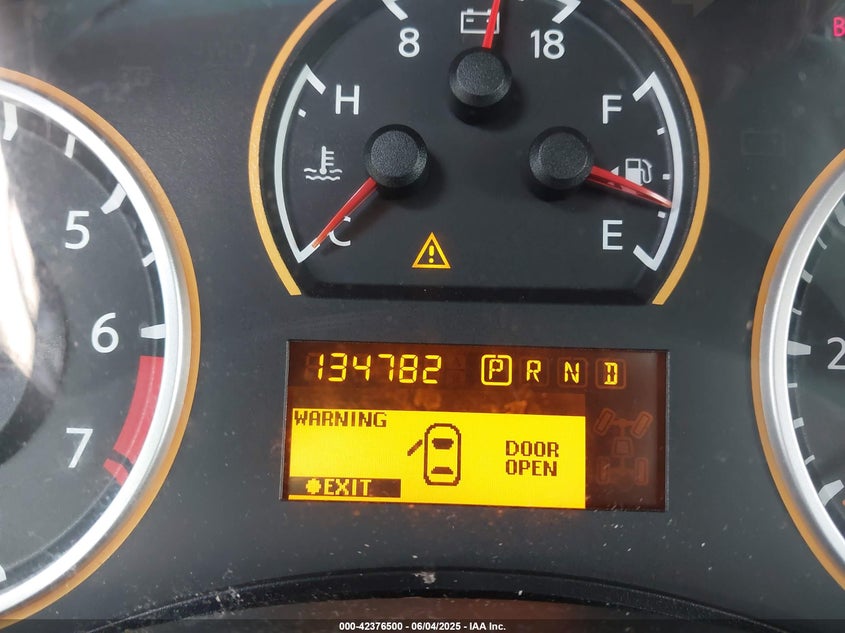 8 18
B
H F
C E
5
6
7
2
134782 P R N D
WARNING
DOOR
OPEN
EXIT
000-42376500 - 06/04/2025 - IAA Inc.